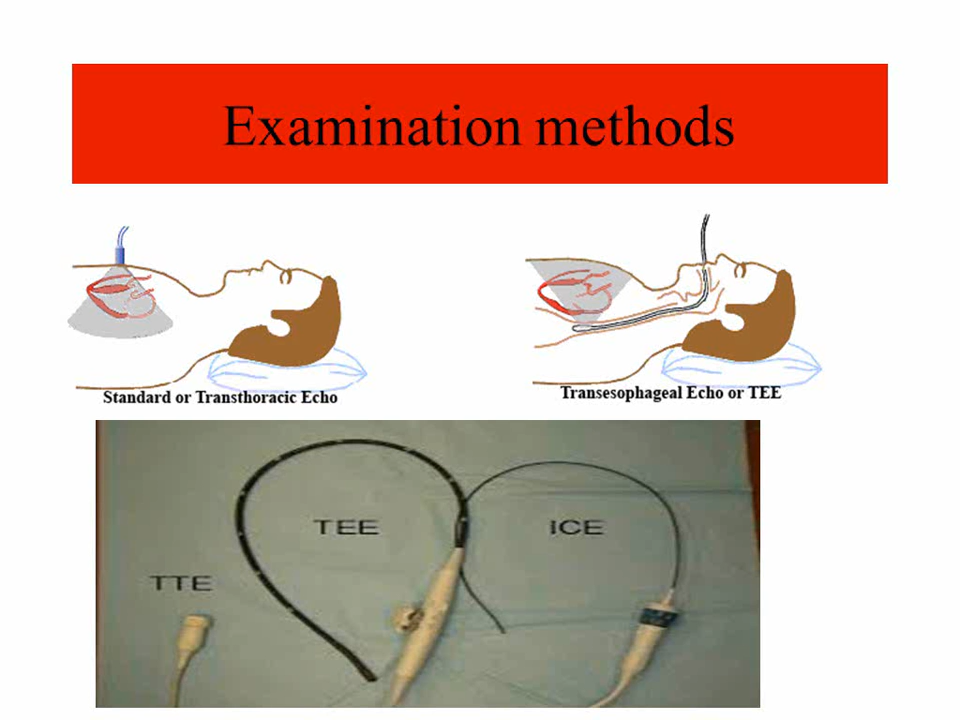 Examination methods
Standard or Transthoracic Echo
Transesophageal Echo or TEE
TEE
ICE
TTE